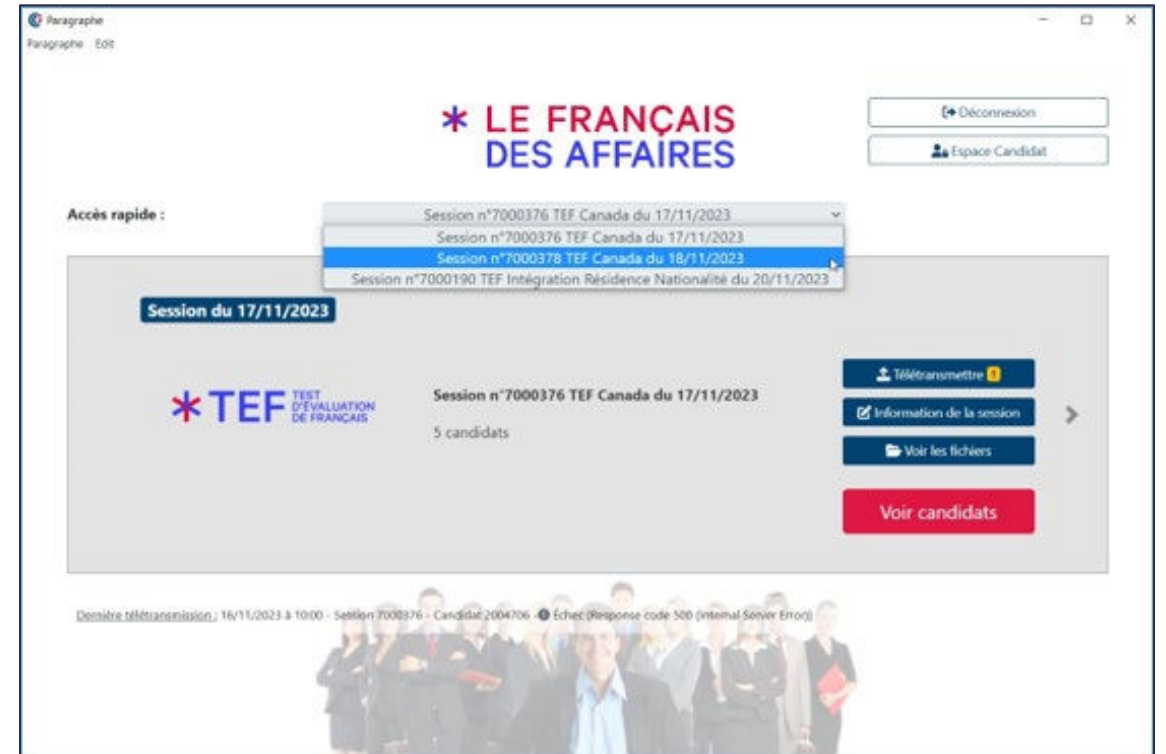 Paragraphe
Paragraphe Edit
* LE FRANÇAIS
DES AFFAIRES
Déconnexion
Espace Candidat
Accès rapide :
Session n°7000376 TEF Canada du 17/11/2023
Session n°7000376 TEF Canada du 17/11/2023
Session n°7000378 TEF Canada du 18/11/2023
Session n°7000190 TEF Intégration Résidence Nationalité du 20/11/2023
Session du 17/11/2023
*TEF TEST
D'ÉVALUATION
DE FRANÇAIS
Session n°7000376 TEF Canada du 17/11/2023
5 candidats
Télétransmettre 1
Information de la session
Voir les fichiers
Voir candidats
Dernière télétransmission : 16/11/2023 à 10:00 - Session 7000376 - Candidat 2004706 - Échec (Response code 500 (Internal Server Error))